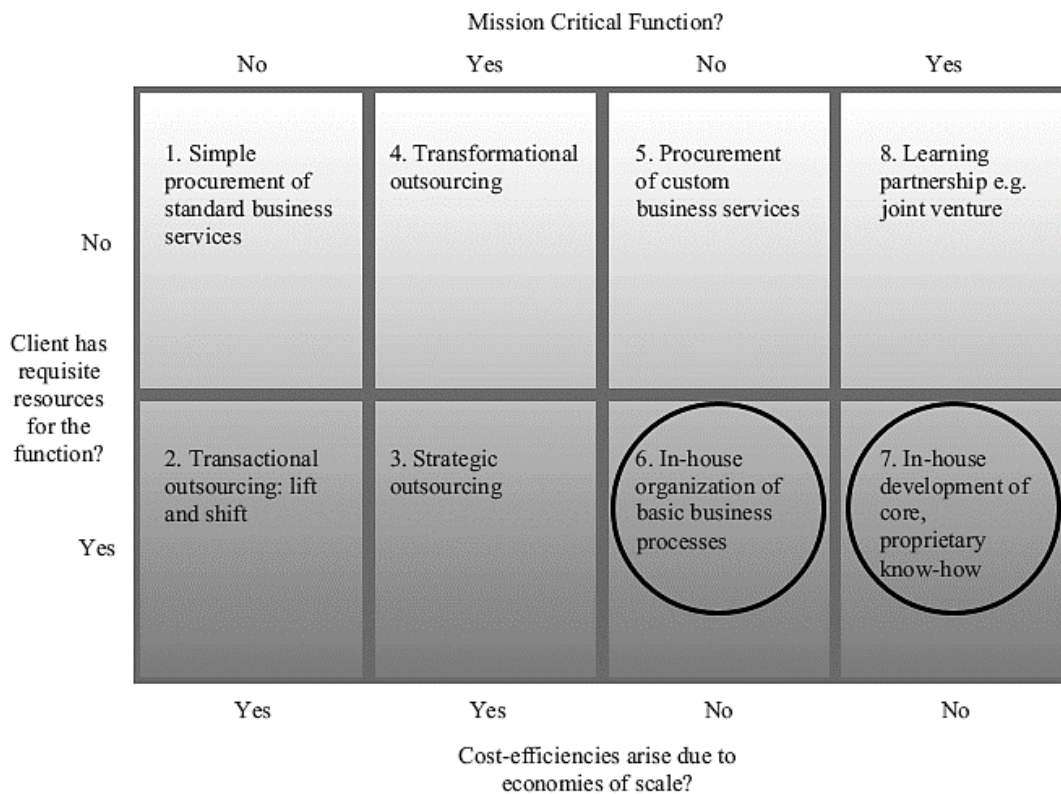 Mission Critical Function?
No
Yes
No
Yes
1. Simple
procurement of
standard business
services
4. Transformational
outsourcing
5. Procurement
of custom
business services
8. Learning
partnership e.g.
joint venture
No
Client has
requisite
resources
for the
function?
2. Transactional
outsourcing: lift
and shift
3. Strategic
outsourcing
6. In-house
organization of
basic business
processes
7. In-house
development of
core,
proprietary
know-how
Yes
Yes
Yes
No
No
Cost-efficiencies arise due to
economies of scale?